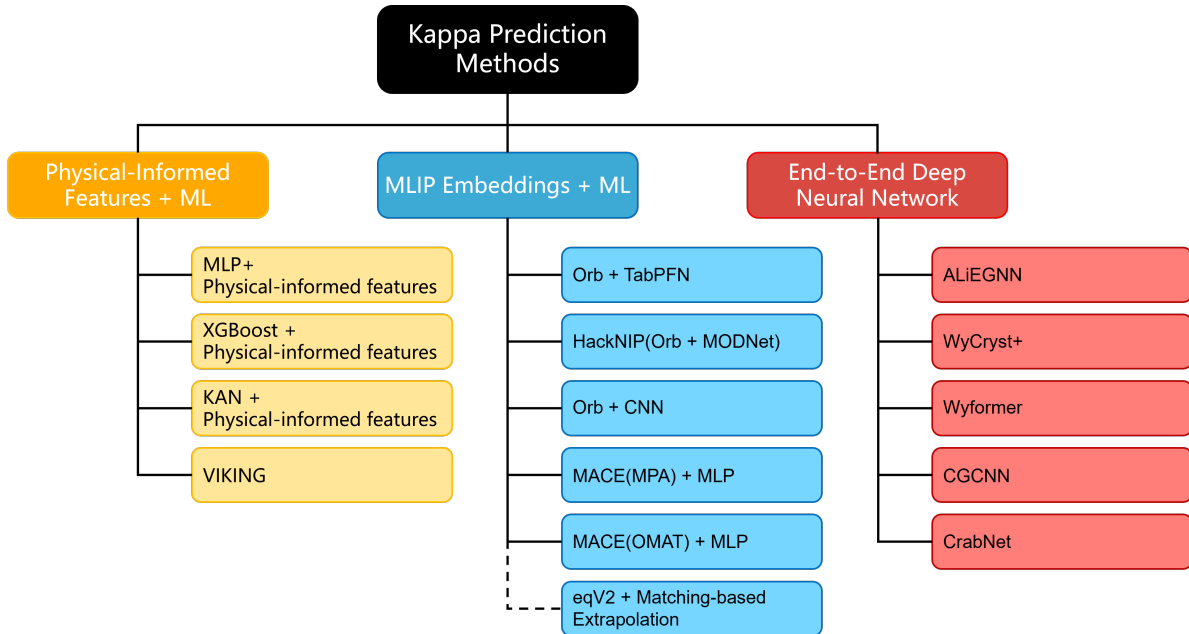 Kappa Prediction
Methods
Physical-Informed
Features + ML
MLIP Embeddings + ML
End-to-End Deep
Neural Network
MLP+
Physical-informed features
XGBoost +
Physical-informed features
KAN +
Physical-informed features
VIKING
Orb + TabPFN
HackNIP(Orb + MODNet)
Orb + CNN
MACE(MPA) + MLP
MACE(OMAT) + MLP
eqV2 + Matching-based
Extrapolation
ALiEGNN
WyCryst+
Wyformer
CGCNN
CrabNet